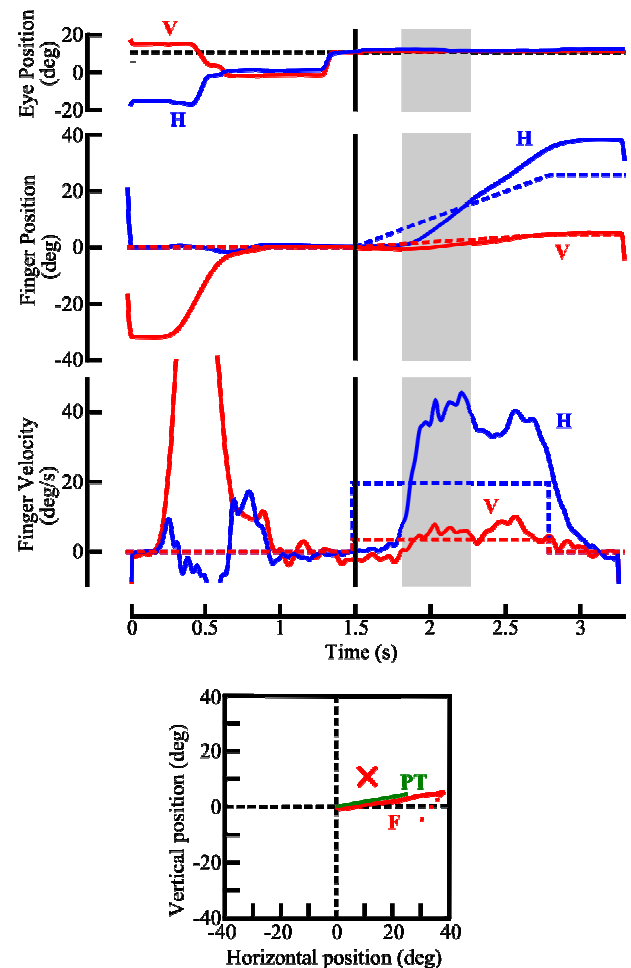 Eye Position
(deg)
20
0
-20
V
H
Finger Position
(deg)
40
20
0
-20
-40
H
V
Finger Velocity
(deg/s)
40
20
0
H
V
0 0.5 1 1.5 2 2.5 3
Time (s)
Vertical position (deg)
40
20
0
-20
-40
PT
F
-40 -20 0 20 40
Horizontal position (deg)